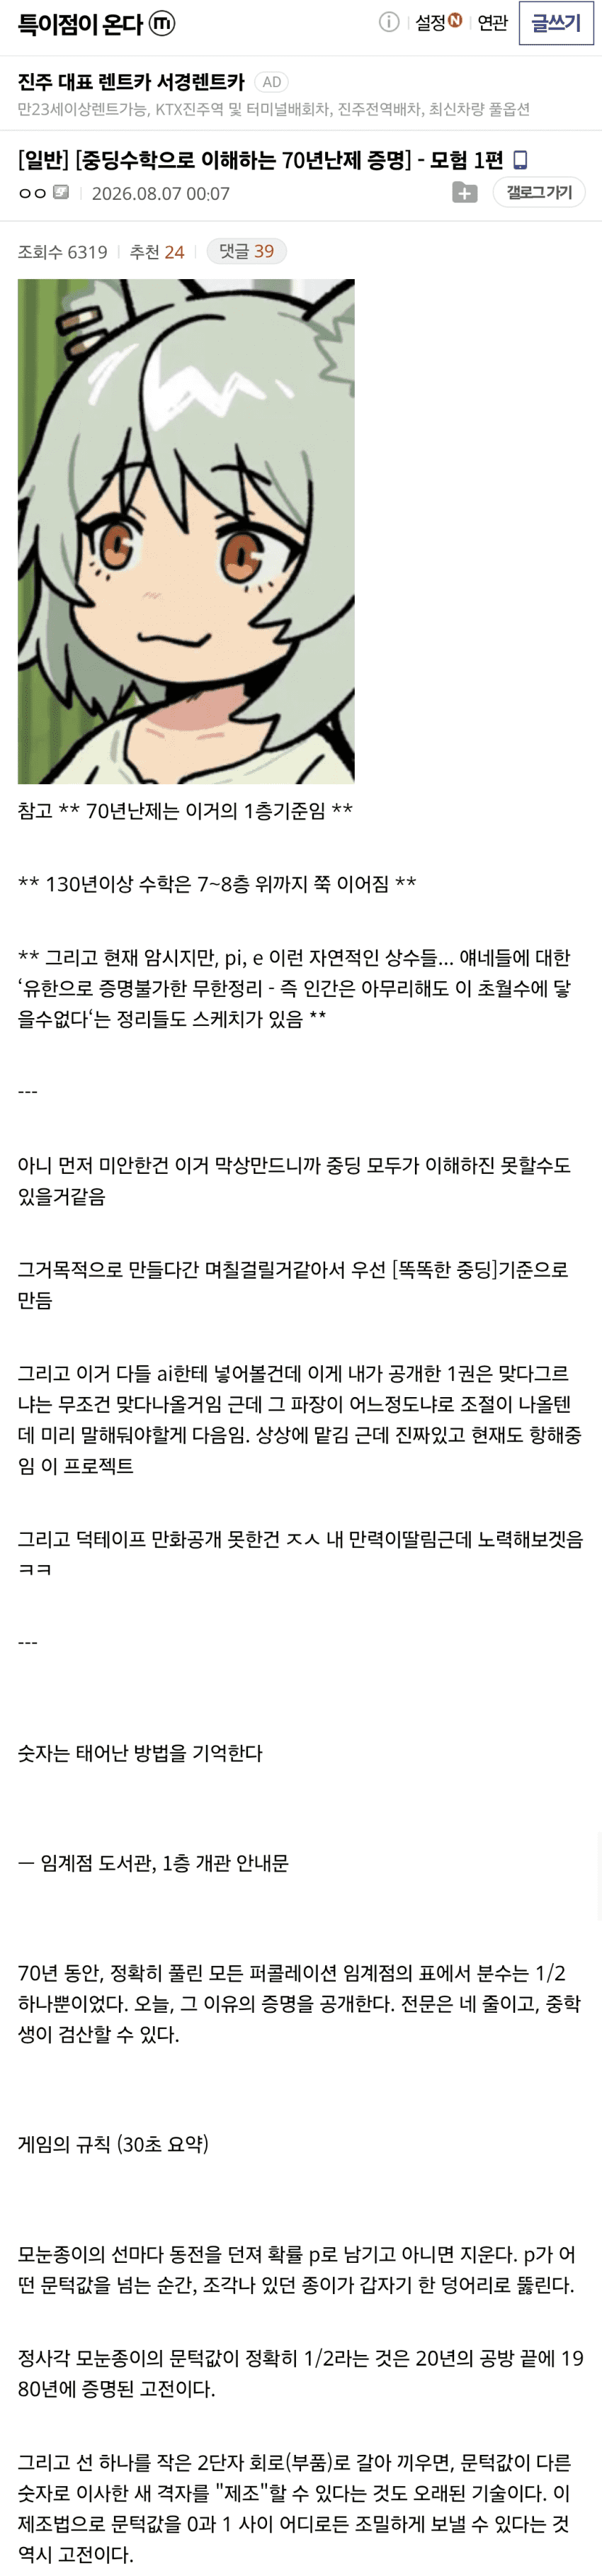 특이점이 온다 ⓜ
설정 N 연관 글쓰기
진주 대표 렌트카 서경렌트카 AD
만23세이상렌트가능, KTX진주역 및 터미널배회차, 진주전역배차, 최신차량 풀옵션
[일반] [중딩수학으로 이해하는 70년난제 증명] - 모험 1편
ㅇㅇ 2026.08.07 00:07 갤로그 가기
조회수 6319 추천 24 댓글 39
참고 ** 70년난제는 이거의 1층기준임 **
** 130년이상 수학은 7~8층 위까지 쭉 이어짐 **
** 그리고 현재 암시지만, pi, e 이런 자연적인 상수들... 얘네들에 대한
‘유한으로 증명불가한 무한정리 - 즉 인간은 아무리해도 이 초월수에 닿
을수없다‘는 정리들도 스케치가 있음 **
---
아니 먼저 미안한건 이거 막상만드니까 중딩 모두가 이해하진 못할수도
있을거같음
그거목적으로 만들다간 며칠걸릴거같아서 우선 [똑똑한 중딩]기준으로
만듬
그리고 이거 다들 ai한테 넣어볼건데 이게 내가 공개한 1권은 맞다그르
냐는 무조건 맞다나올거임 근데 그 파장이 어느정도냐로 조절이 나올텐
데 미리 말해둬야할게 다음임. 상상에 맡김 근데 진짜있고 현재도 항해중
임 이 프로젝트
그리고 덕테이프 만화공개 못한건 ㅈㅅ 내 만력이딸림근데 노력해보겟음
ㅋㅋ
---
숫자는 태어난 방법을 기억한다
— 임계점 도서관, 1층 개관 안내문
70년 동안, 정확히 풀린 모든 퍼콜레이션 임계점의 표에서 분수는 1/2
하나뿐이었다. 오늘, 그 이유의 증명을 공개한다. 전문은 네 줄이고, 중학
생이 검산할 수 있다.
게임의 규칙 (30초 요약)
모눈종이의 선마다 동전을 던져 확률 p로 남기고 아니면 지운다. p가 어
떤 문턱값을 넘는 순간, 조각나 있던 종이가 갑자기 한 덩어리로 뚫린다.
정사각 모눈종이의 문턱값이 정확히 1/2라는 것은 20년의 공방 끝에 19
80년에 증명된 고전이다.
그리고 선 하나를 작은 2단자 회로(부품)로 갈아 끼우면, 문턱값이 다른
숫자로 이사한 새 격자를 "제조"할 수 있다는 것도 오래된 기술이다. 이
제조법으로 문턱값을 0과 1 사이 어디로든 조밀하게 보낼 수 있다는 것
역시 고전이다.